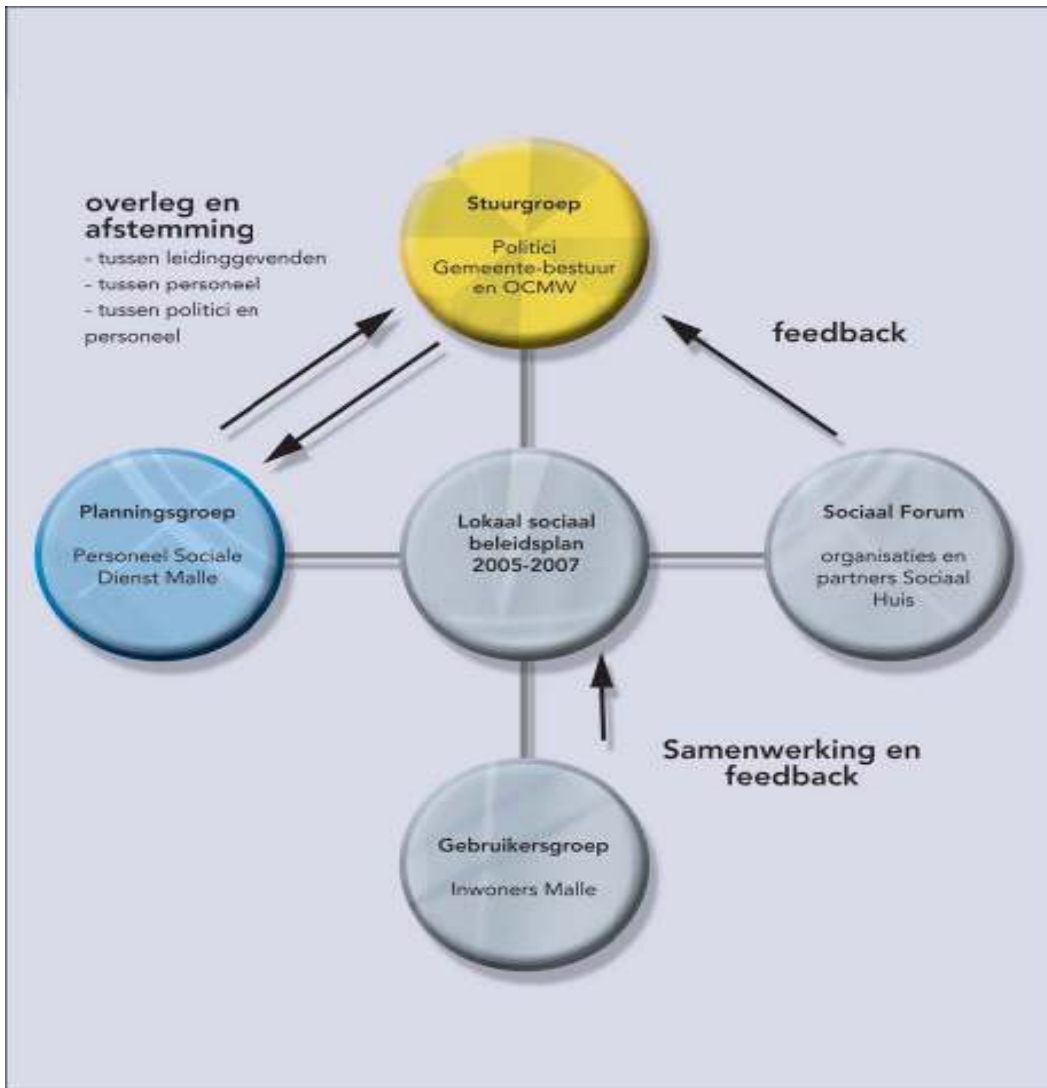 overleg en
afstemming
- tussen leidinggevenden
- tussen personeel
- tussen politici en
personeel
Stuurgroep
Politici
Gemeente-bestuur
en OCMW
feedback
Planningsgroep
Personeel Sociale
Dienst Malle
Lokaal sociaal
beleidsplan
2005-2007
Sociaal Forum
organisaties en
partners Sociaal
Huis
Samenwerking en
feedback
Gebruikersgroep
Inwoners Malle